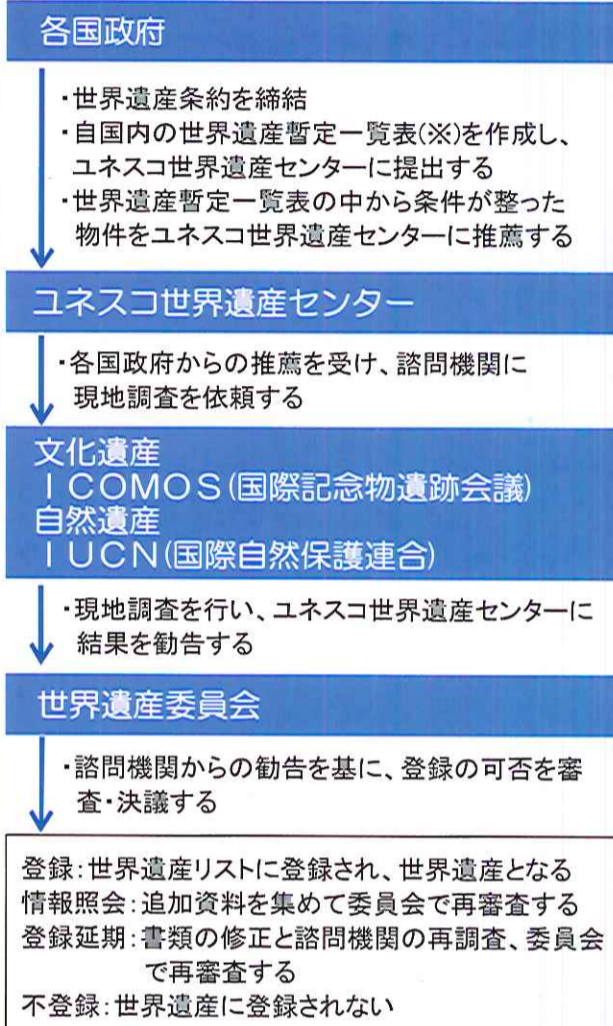 各国政府
・世界遺産条約を締結
・自国内の世界遺産暫定一覧表(※)を作成し、
ユネスコ世界遺産センターに提出する
・世界遺産暫定一覧表の中から条件が整った
物件をユネスコ世界遺産センターに推薦する
ユネスコ世界遺産センター
・各国政府からの推薦を受け、諮問機関に
現地調査を依頼する
文化遺産
ICOMOS(国際記念物遺跡会議)
自然遺産
IUCN(国際自然保護連合)
・現地調査を行い、ユネスコ世界遺産センターに
結果を勧告する
世界遺産委員会
・諮問機関からの勧告を基に、登録の可否を審
査・決議する
登録:世界遺産リストに登録され、世界遺産となる
情報照会:追加資料を集めて委員会で再審査する
登録延期:書類の修正と諮問機関の再調査、委員会
で再審査する
不登録:世界遺産に登録されない